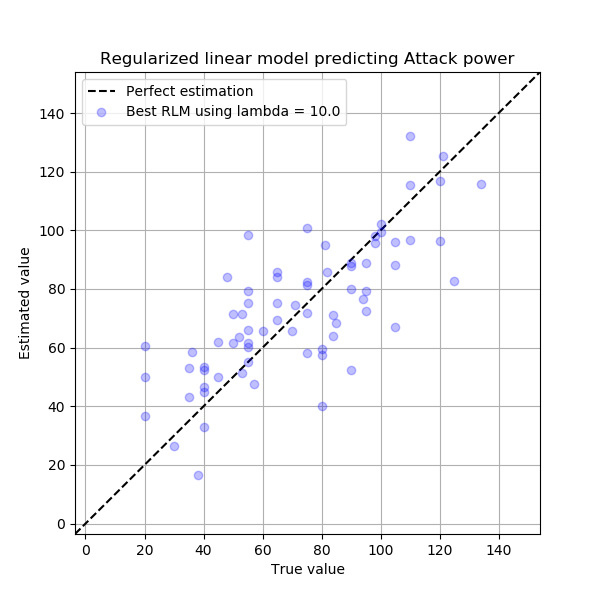 Regularized linear model predicting Attack power
Perfect estimation
Best RLM using lambda = 10.0
140
120
100
80
60
40
20
0
Estimated value
0 20 40 60 80 100 120 140
True value